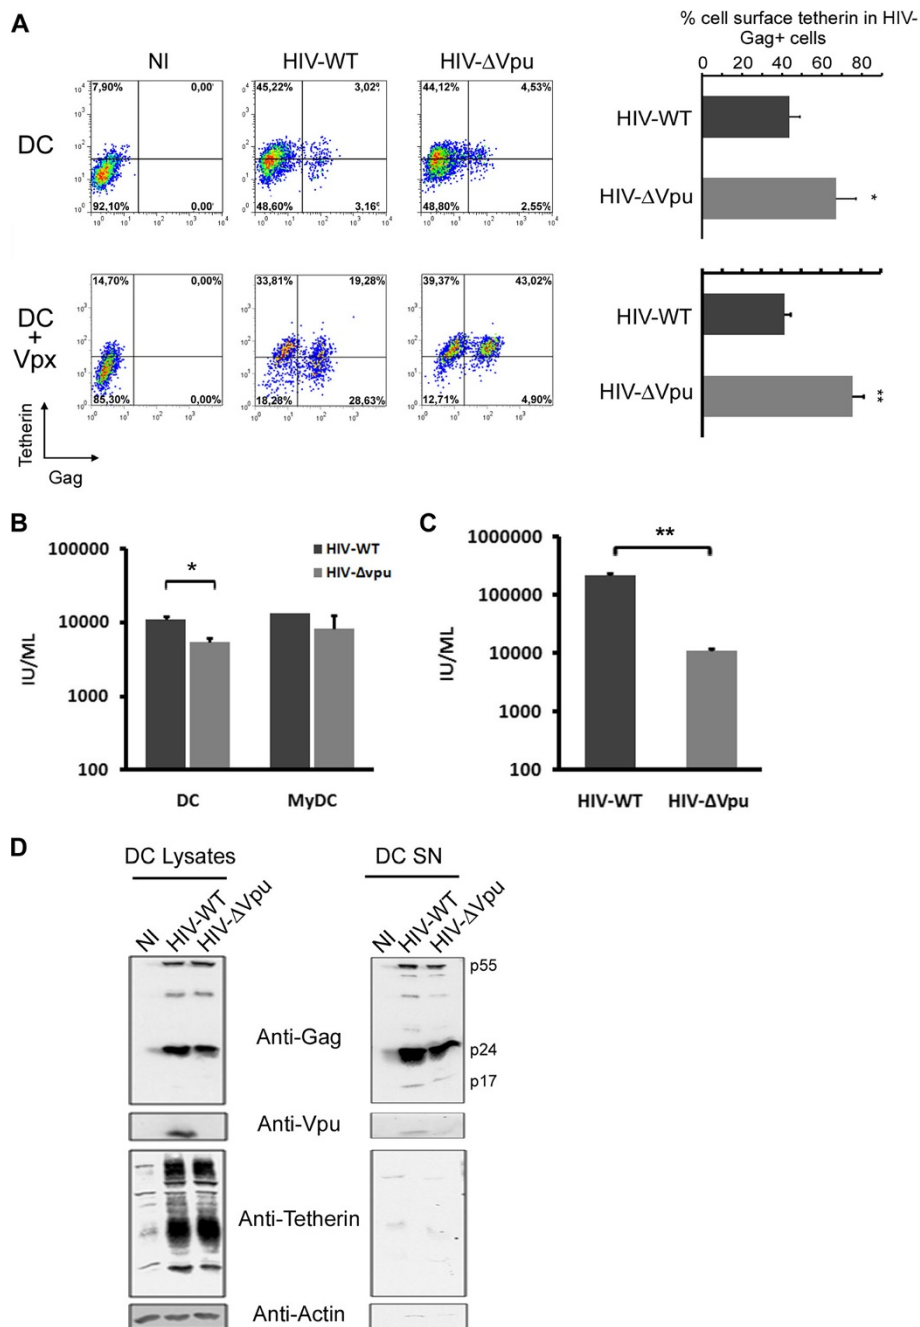 A
% cell surface tetherin in HIV-
Gag+ cells
0 20 40 60 80
NI HIV-WT HIV-ΔVpu
DC
7,90% 0,00
92,10% 0,00
45,22% 3,02%
48,60% 3,16
44,12% 4,53%
48,80% 2,55%
HIV-WT
HIV-ΔVpu
*
DC
+
Vpx
14,70% 0,00%
85,30% 0,00%
33,81% 19,28%
18,28% 28,63%
39,37% 43,02%
12,71% 4,90%
HIV-WT
HIV-ΔVpu
**
Tetherin
Gag
B
IU/ML
100000
10000
1000
100
*
HIV-WT
HIV-Δvpu
DC MyDC
C
IU/ML
1000000
100000
10000
1000
100
**
HIV-WT HIV-ΔVpu
D
DC Lysates DC SN
NI HIV-WT HIV-ΔVpu
NI HIV-WT HIV-ΔVpu
p55
Anti-Gag
p24
p17
Anti-Vpu
Anti-Tetherin
Anti-Actin